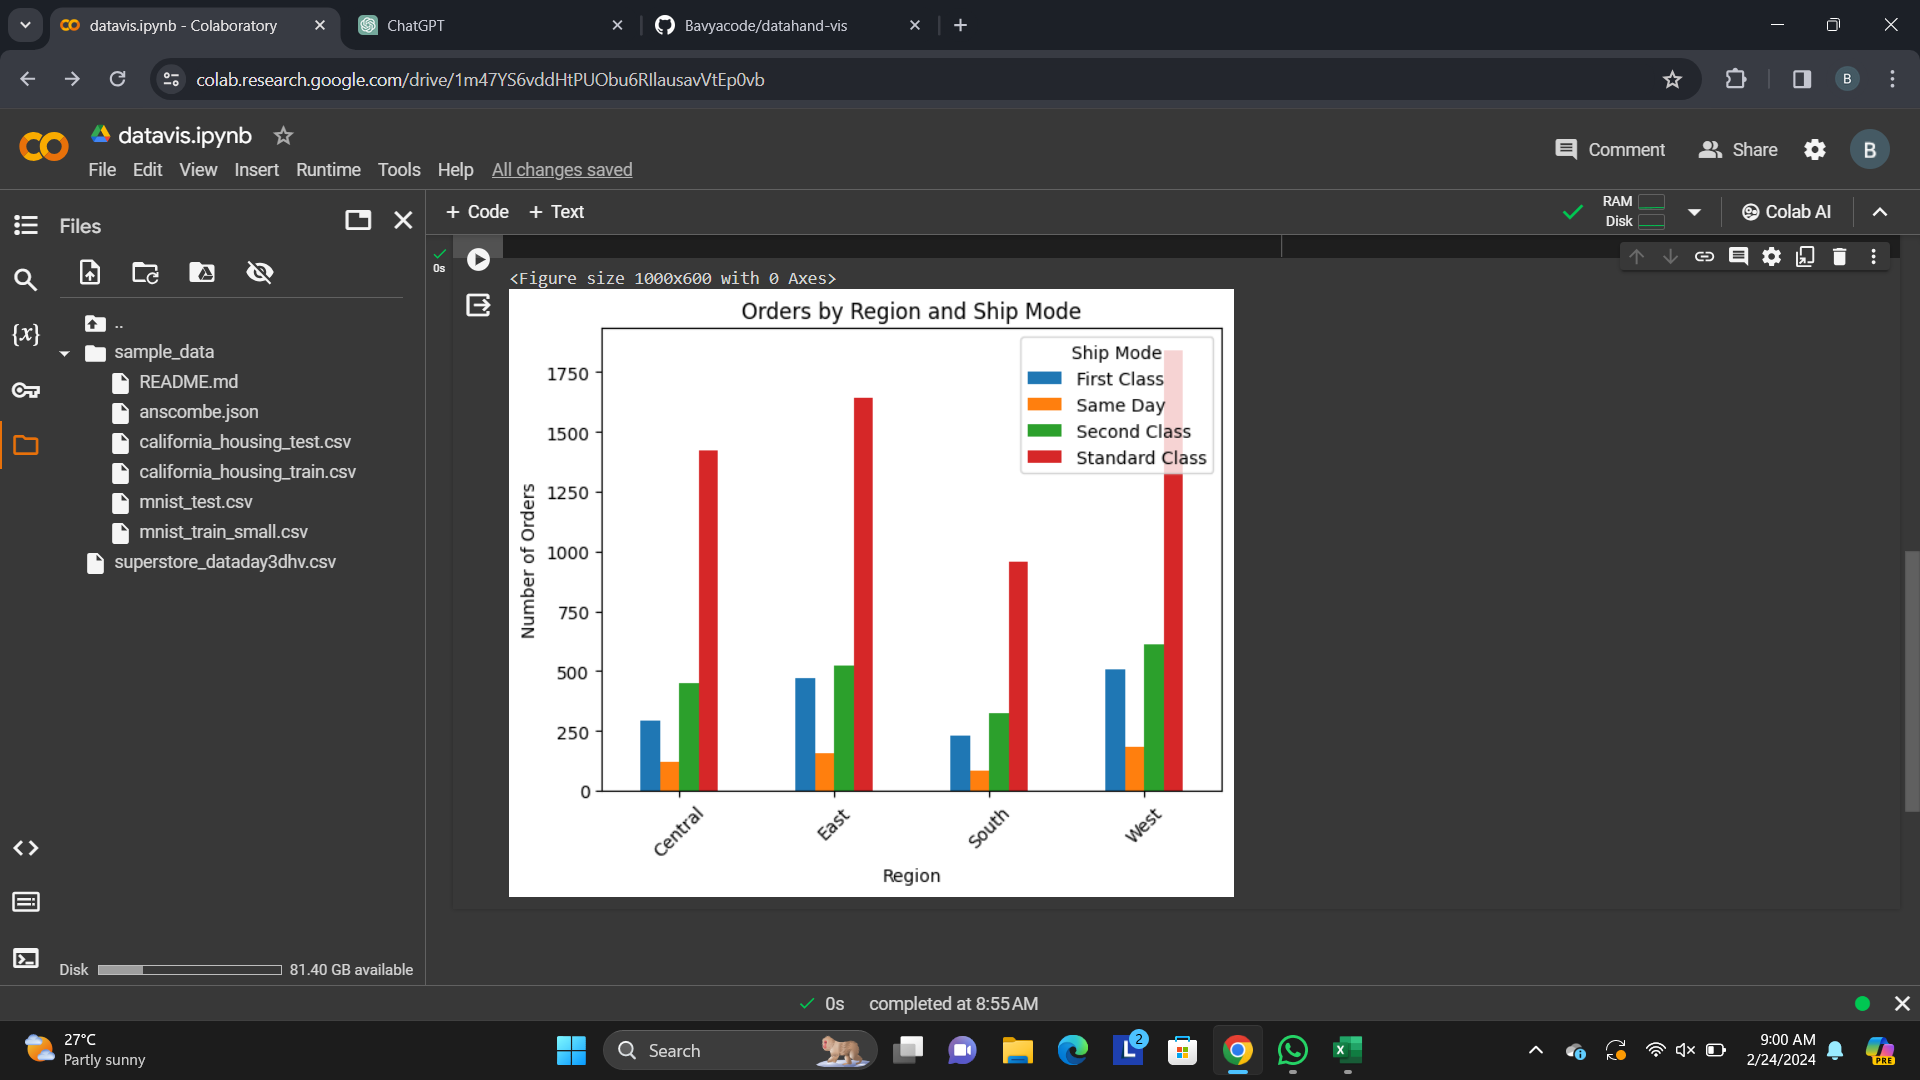 datavis.ipynb - Colaboratory
ChatGPT
Bavyacode/datahand-vis
colab.research.google.com/drive/1m47YS6vddHtPUObu6RIlausavVtEp0vb
B
datavis.ipynb
File Edit View Insert Runtime Tools Help All changes saved
Comment
Share
B
Files
+ Code + Text
RAM
Disk
Colab AI
..
sample_data
README.md
anscombe.json
california_housing_test.csv
california_housing_train.csv
mnist_test.csv
mnist_train_small.csv
superstore_dataday3dhv.csv
{x}
Disk
81.40 GB available
0s
<Figure size 1000x600 with 0 Axes>
Orders by Region and Ship Mode
Ship Mode
First Class
Same Day
Second Class
Standard Class
Number of Orders
1750
1500
1250
1000
750
500
250
0
Central
East
South
West
Region
0s completed at 8:55 AM
27°C
Partly sunny
Search
L
2
X
9:00 AM
2/24/2024
PRE